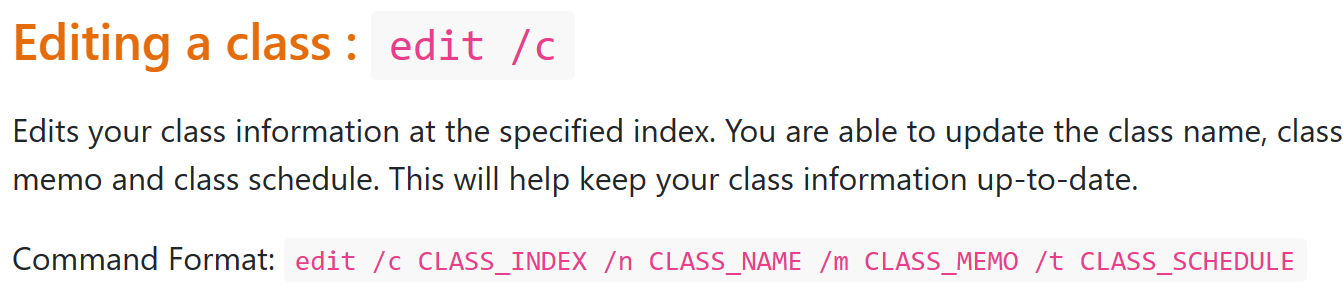 Editing a class : edit /c
Edits your class information at the specified index. You are able to update the class name, class
memo and class schedule. This will help keep your class information up-to-date.
Command Format: edit /c CLASS_INDEX /n CLASS_NAME /m CLASS_MEMO /t CLASS_SCHEDULE